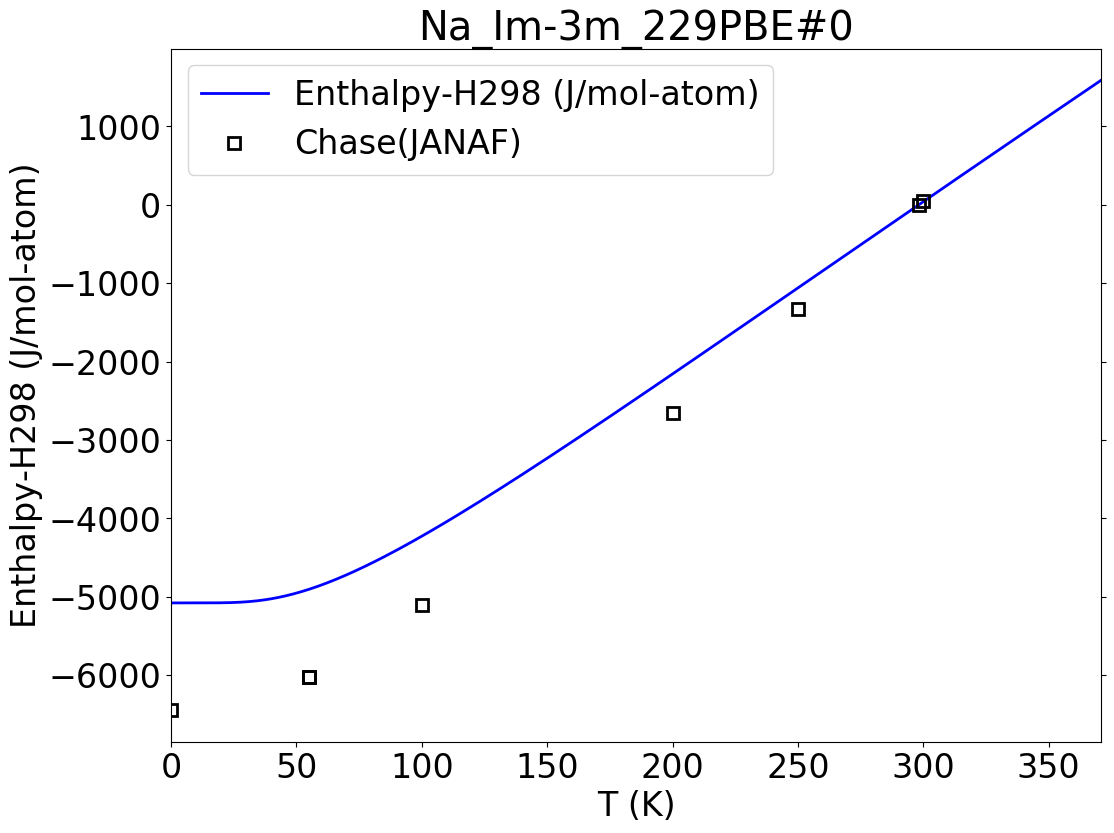 Na_Im-3m_229PBE#0
Enthalpy-H298 (J/mol-atom)
Chase(JANAF)
Enthalpy-H298 (J/mol-atom)
1000
0
−1000
−2000
−3000
−4000
−5000
−6000
0 50 100 150 200 250 300 350
T (K)